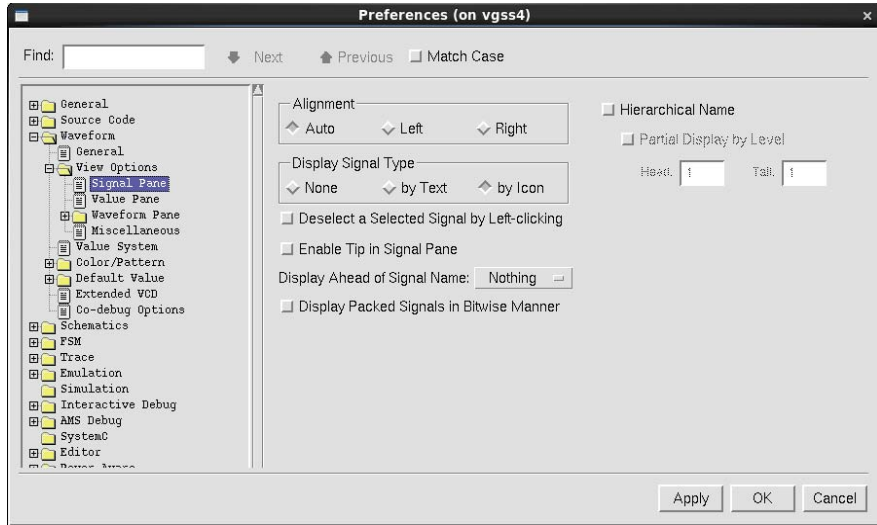 Preferences (on vgss4)
Find:
Next
Previous
Match Case
General
Source Code
Waveform
General
View Options
Signal Pane
Value Pane
Waveform Pane
Miscellaneous
Value System
Color/Pattern
Default Value
Extended VCD
Co-debug Options
Schematics
FSM
Trace
Emulation
Simulation
Interactive Debug
AMS Debug
SystemC
Editor
Power Aware
Alignment
Auto
Left
Right
Display Signal Type
None
by Text
by Icon
Deselect a Selected Signal by Left-clicking
Enable Tip in Signal Pane
Display Ahead of Signal Name: Nothing
Display Packed Signals in Bitwise Manner
Hierarchical Name
Partial Display by Level
Head: 1
Tail: 1
Apply
OK
Cancel